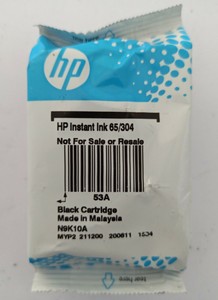 hp
HP Instant Ink 65/304
Not For Sale or Resale
53A
Black Cartridge
Made in Malaysia
N9K10A
MYP2 211200 200811 1534